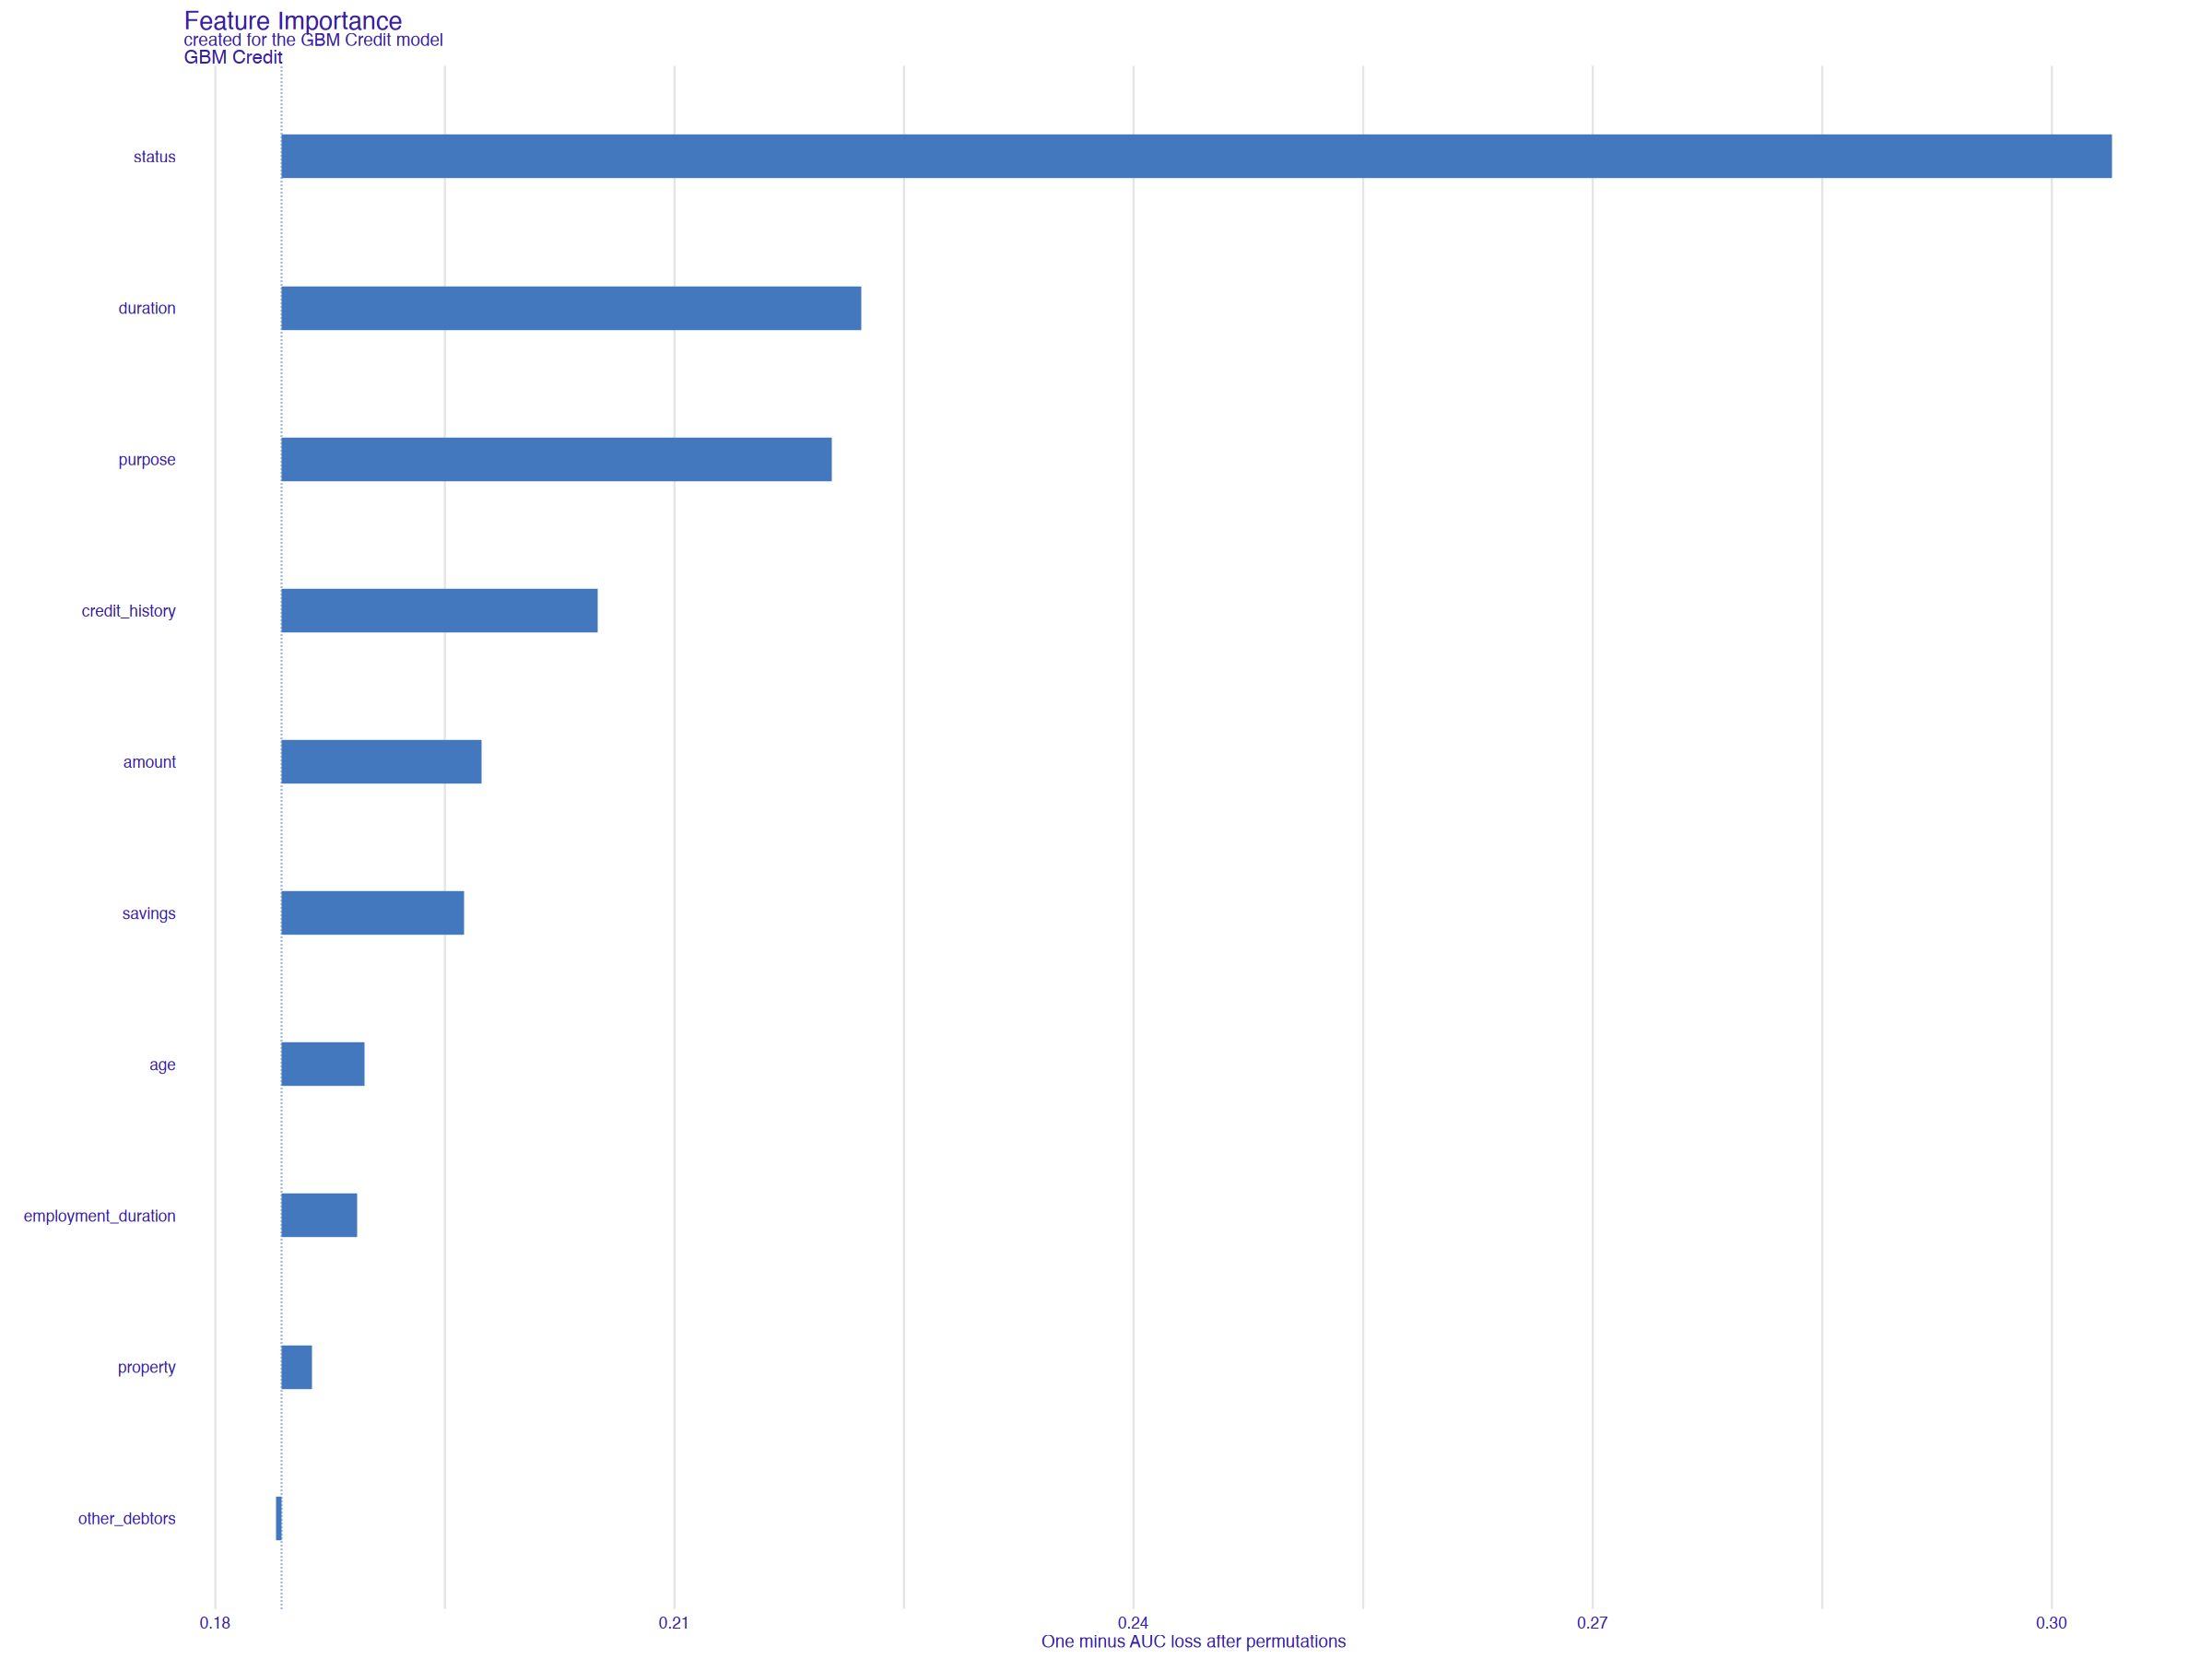 Feature Importance
created for the GBM Credit model
GBM Credit
status
duration
purpose
credit_history
amount
savings
age
employment_duration
property
other_debtors
0.18 0.21 0.24 0.27 0.30
One minus AUC loss after permutations